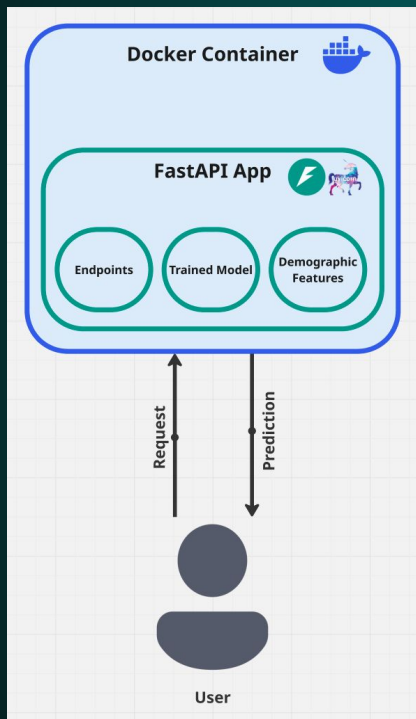 Docker Container
FastAPI App
Endpoints
Trained Model
Demographic
Features
Request
Prediction
User